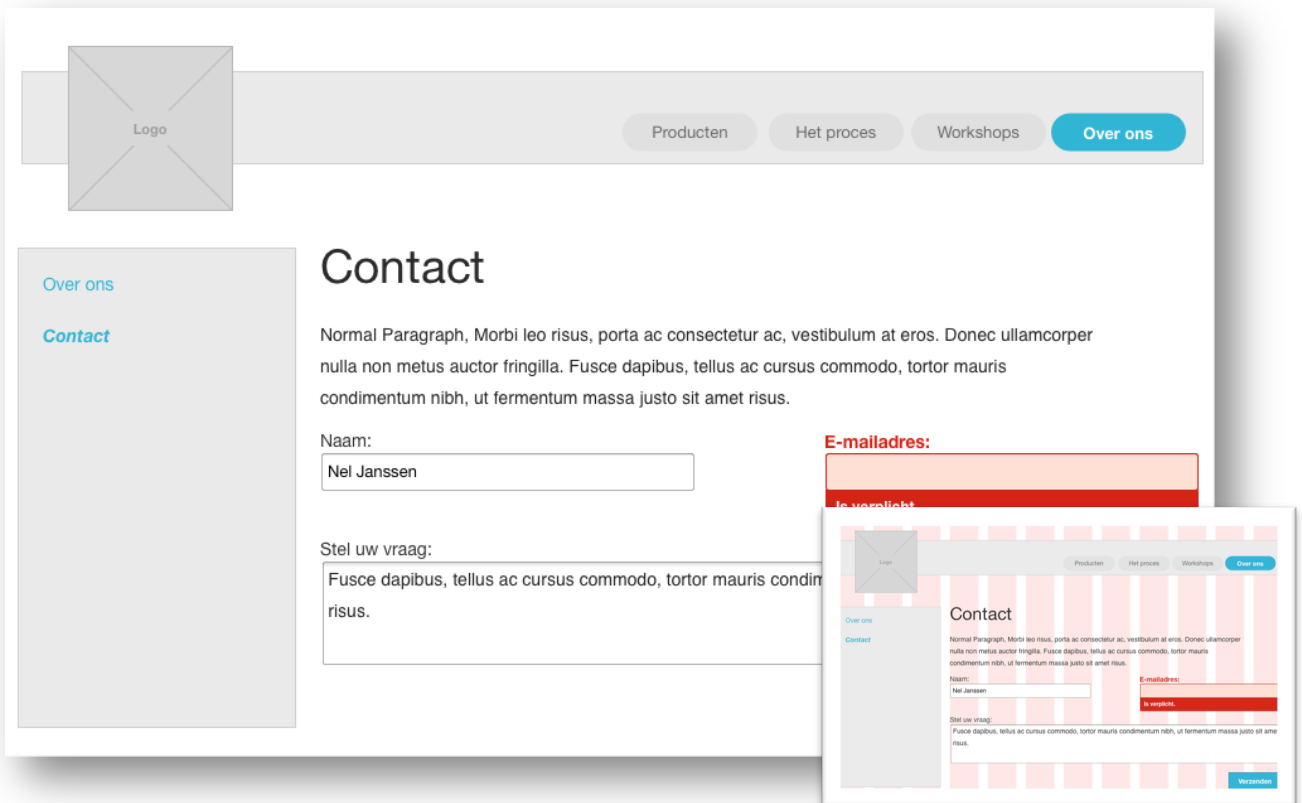 Logo
Producten
Het proces
Workshops
Over ons
Over ons
Contact
Contact
Normal Paragraph, Morbi leo risus, porta ac consectetur ac, vestibulum at eros. Donec ullamcorper
nulla non metus auctor fringilla. Fusce dapibus, tellus ac cursus commodo, tortor mauris
condimentum nibh, ut fermentum massa justo sit amet risus.
Naam:
Nel Janssen
E-mailadres:
Is verplicht.
Stel uw vraag:
Fusce dapibus, tellus ac cursus commodo, tortor mauris condim
risus.
Logo
Producten
Het proces
Workshops
Over ons
Over ons
Contact
Contact
Normal Paragraph, Morbi leo risus, porta ac consectetur ac, vestibulum at eros. Donec ullamcorper
nulla non metus auctor fringilla. Fusce dapibus, tellus ac cursus commodo, tortor mauris
condimentum nibh, ut fermentum massa justo sit amet risus.
Naam:
Nel Janssen
E-mailadres:
Is verplicht.
Stel uw vraag:
Fusce dapibus, tellus ac cursus commodo, tortor mauris condimentum nibh, ut fermentum massa justo sit ame
risus.
Verzenden